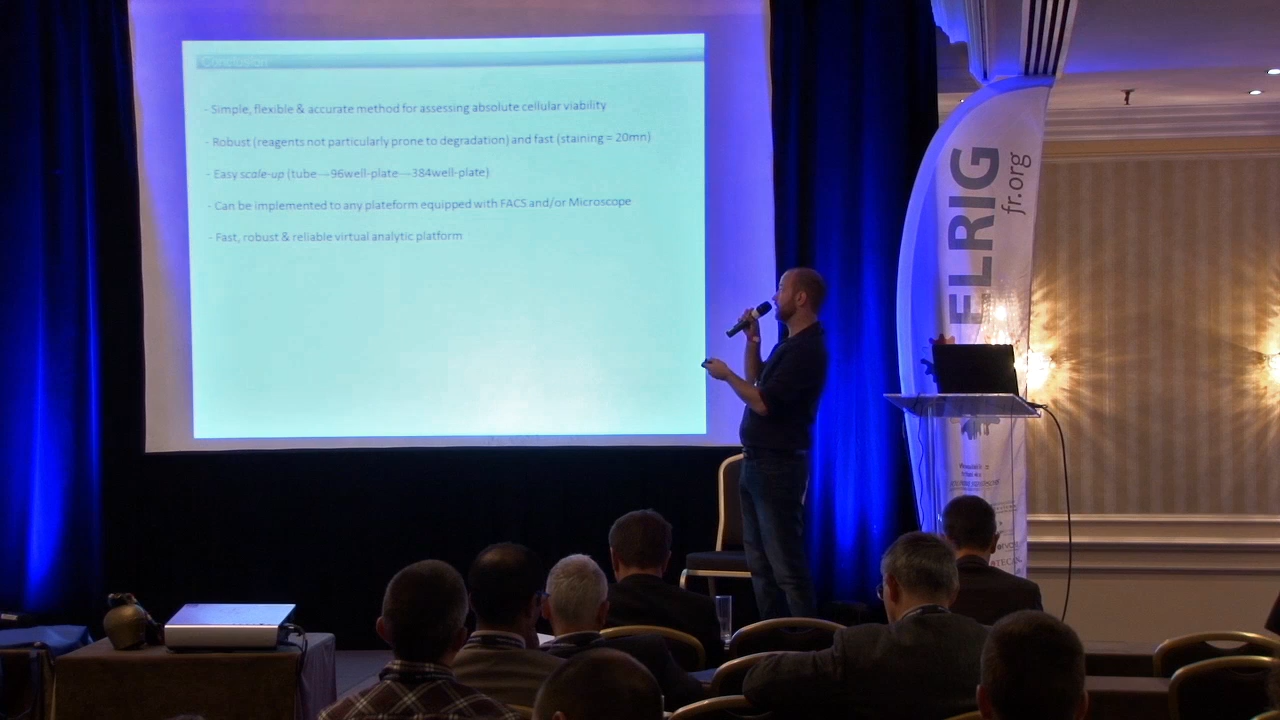 Conclusion
- Simple, flexible & accurate method for assessing absolute cellular viability
- Robust (reagents not particularly prone to degradation) and fast (staining = 20mn)
- Easy scale-up (tube→96well-plate→384well-plate)
- Can be implemented to any plateform equipped with FACS and/or Microscope
- Fast, robust & reliable virtual analytic platform
ELRIG
fr.org
TECAN